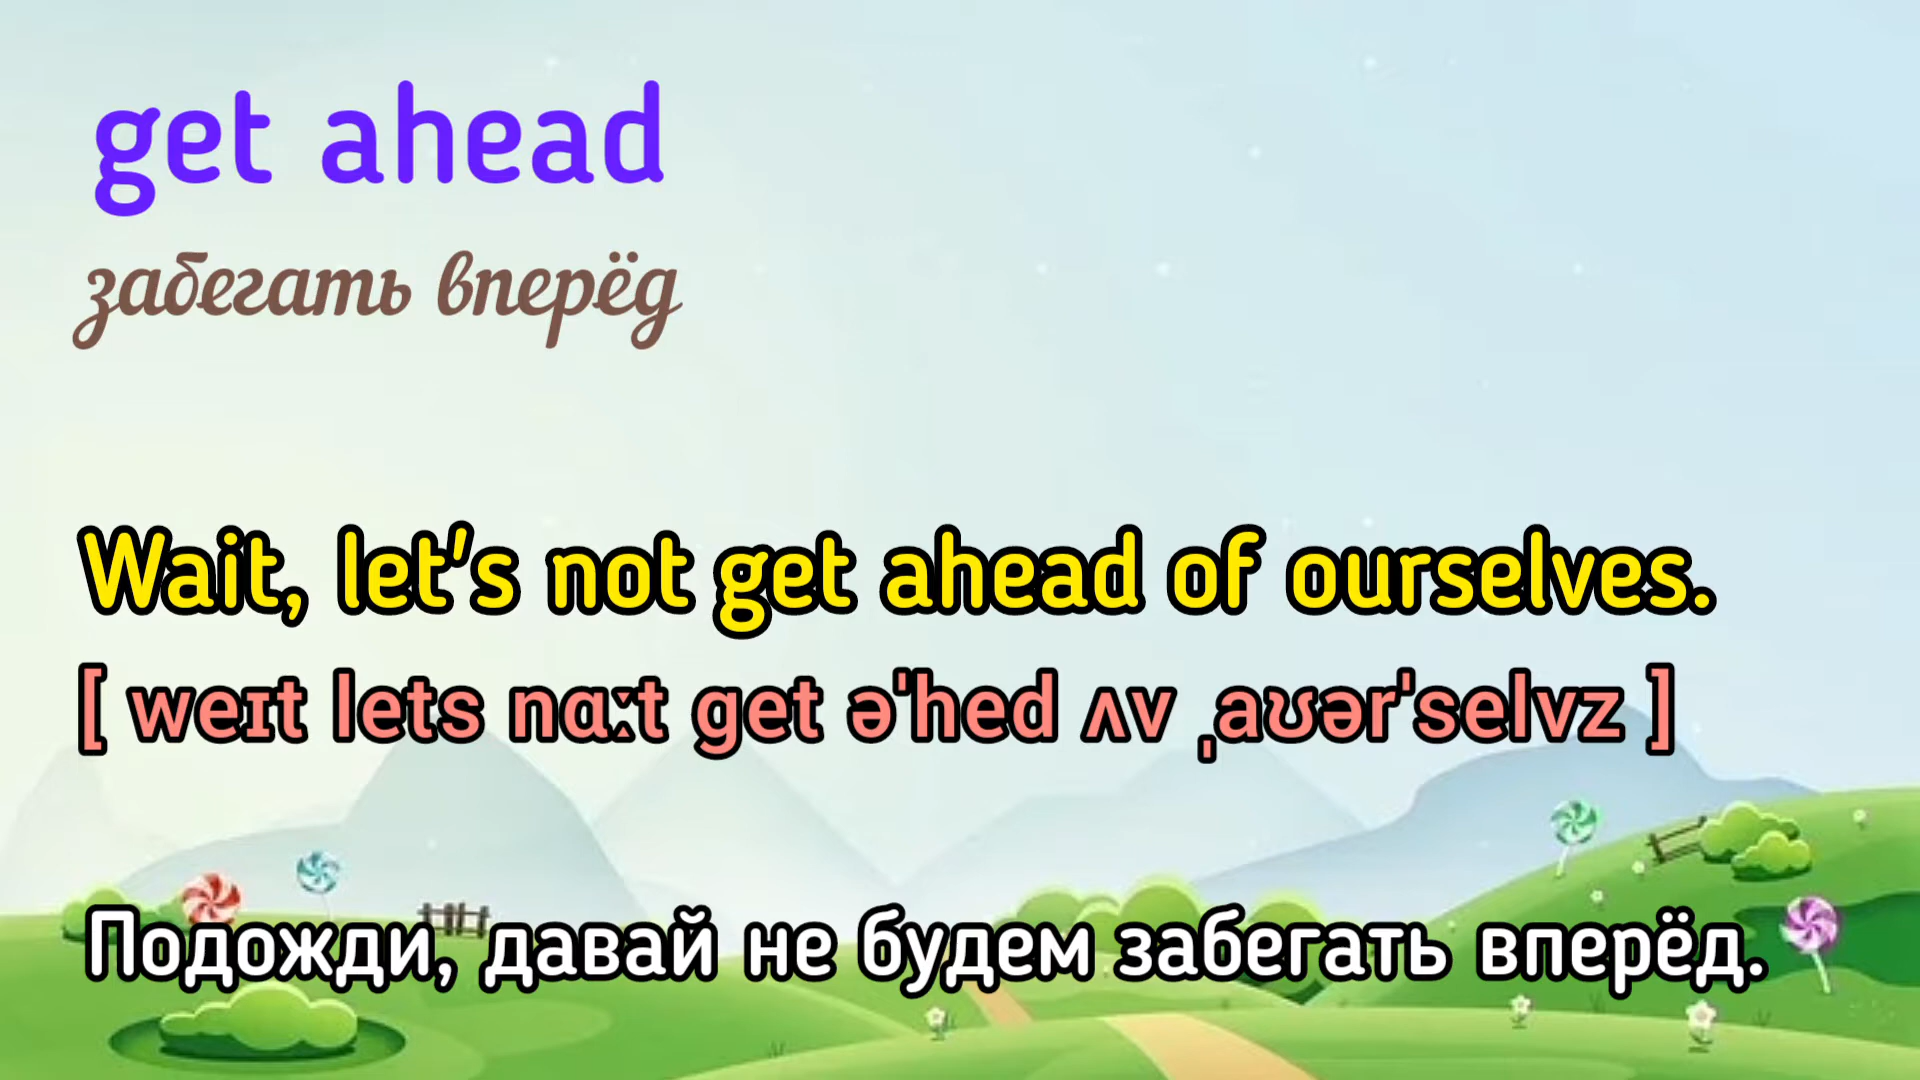 get ahead
забегать вперёд
Wait, let's not get ahead of ourselves.
[ weɪt lets nɑːt get əˈhed ʌv ˌaʊərˈselvz ]
Подожди, давай не будем забегать вперёд.